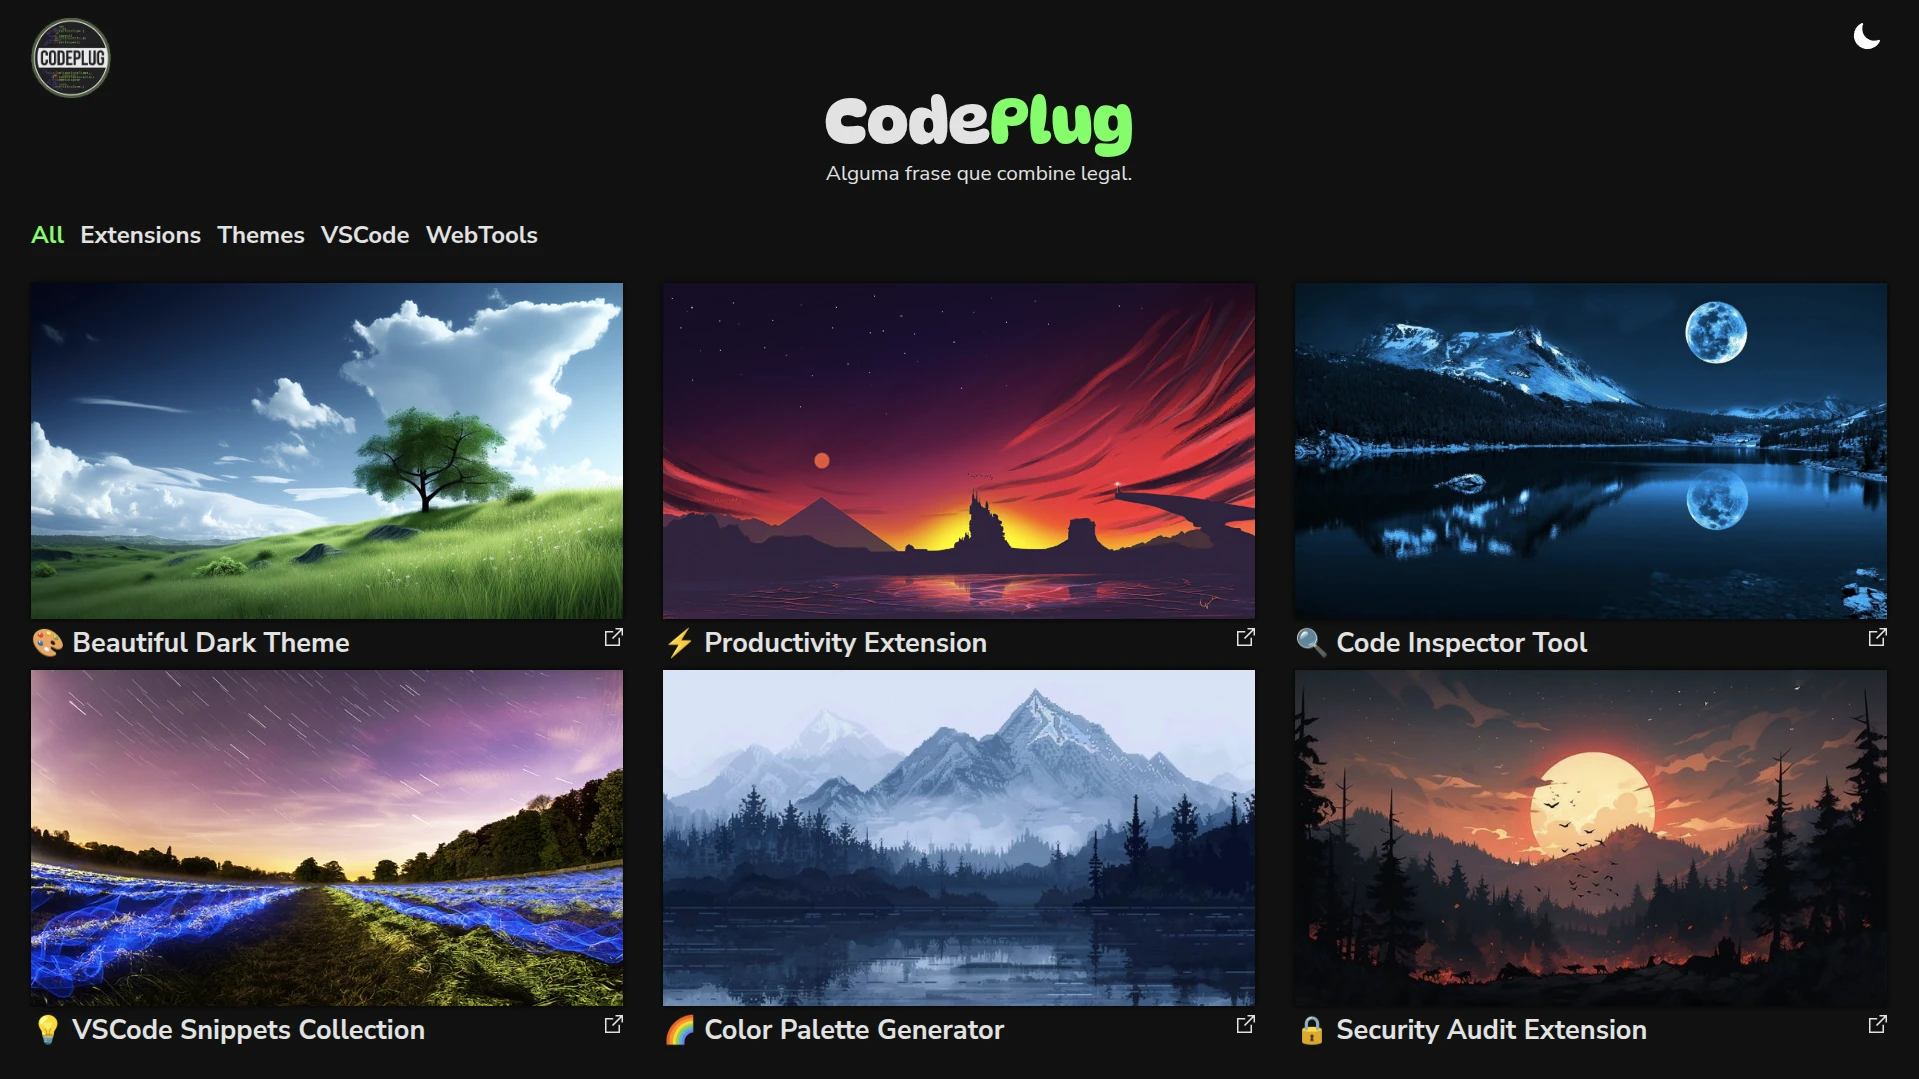 CODEPLUG
CodePlug
Alguma frase que combine legal.
All Extensions Themes VSCode WebTools
🎨 Beautiful Dark Theme
⚡ Productivity Extension
🔍 Code Inspector Tool
💡 VSCode Snippets Collection
🌈 Color Palette Generator
🔒 Security Audit Extension